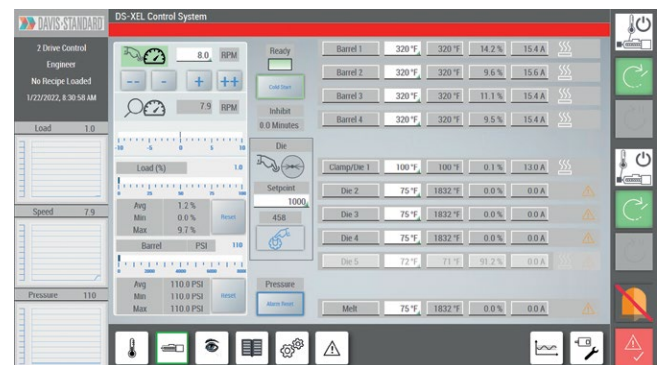 DAVIS-STANDARD
DS-XEL Control System
2 Drive Control
Engineer
No Recipe Loaded
1/22/2022, 8:30:58 AM
Load 1.0
Speed 7.9
Pressure 110
8.0 RPM
-- - + ++
7.9 RPM
-10 -5 0 5 10
Load (%) 1.0
Avg 1.2 %
Min 0.0 %
Max 9.7 %
Reset
Barrel PSI 110
Avg 110.0 PSI
Min 110.0 PSI
Max 110.0 PSI
Reset
Ready
Cold Start
Inhibit
0.0 Minutes
Die
Setpoint
1000
458
Pressure
Alarm Reset
Barrel 1 320 °F 320 °F 14.2 % 15.4 A
Barrel 2 320 °F 320 °F 9.6 % 15.6 A
Barrel 3 320 °F 320 °F 11.1 % 15.4 A
Barrel 4 320 °F 320 °F 9.5 % 15.4 A
Clamp/Die 1 100 °F 100 °F 0.1 % 13.0 A
Die 2 75 °F 1832 °F 0.0 % 0.0 A
Die 3 75 °F 1832 °F 0.0 % 0.0 A
Die 4 75 °F 1832 °F 0.0 % 0.0 A
Die 5 72 °F 71 °F 91.2 % 0.0 A
Melt 75 °F 1832 °F 0.0 % 0.0 A